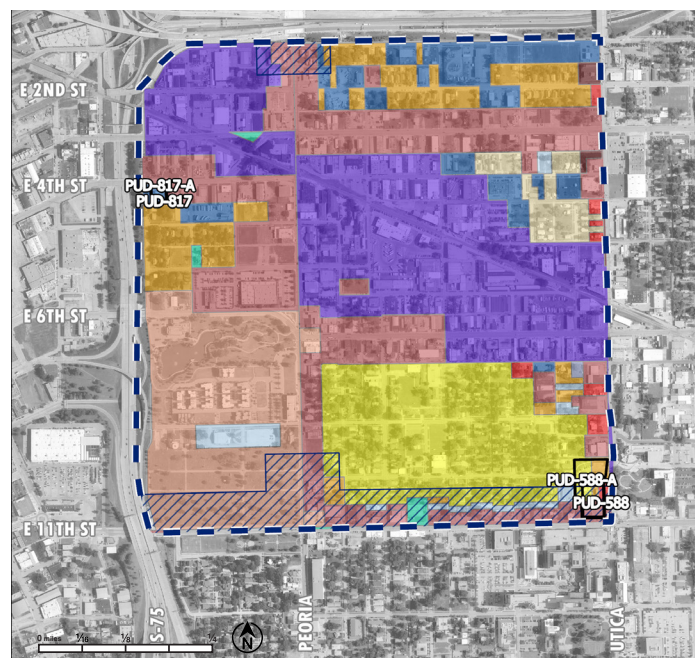 E 2ND ST
E 4TH ST
PUD-817-A
PUD-817
E 6TH ST
PUD-588-A
PUD-588
E 11TH ST
S-75
PEORIA
UTICA
0 miles 1/16 1/8 1/4
N